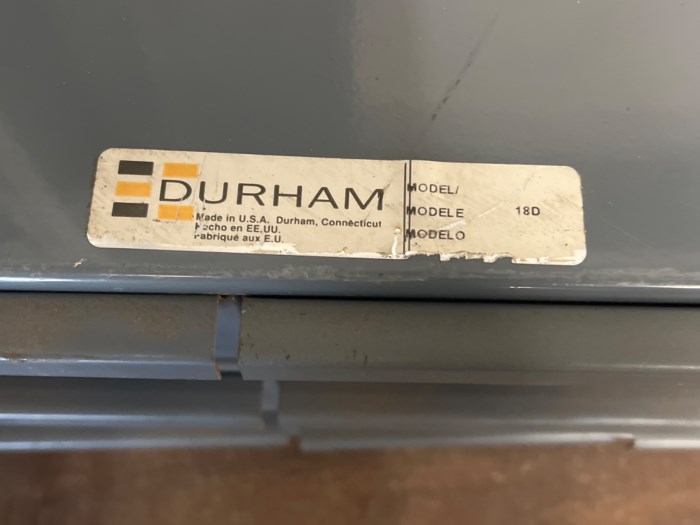 DURHAM
Made in U.S.A. Durham, Connecticut
Hecho en EE.UU.
Fabriqué aux E.U.
MODEL/
MODELE 18D
MODELO